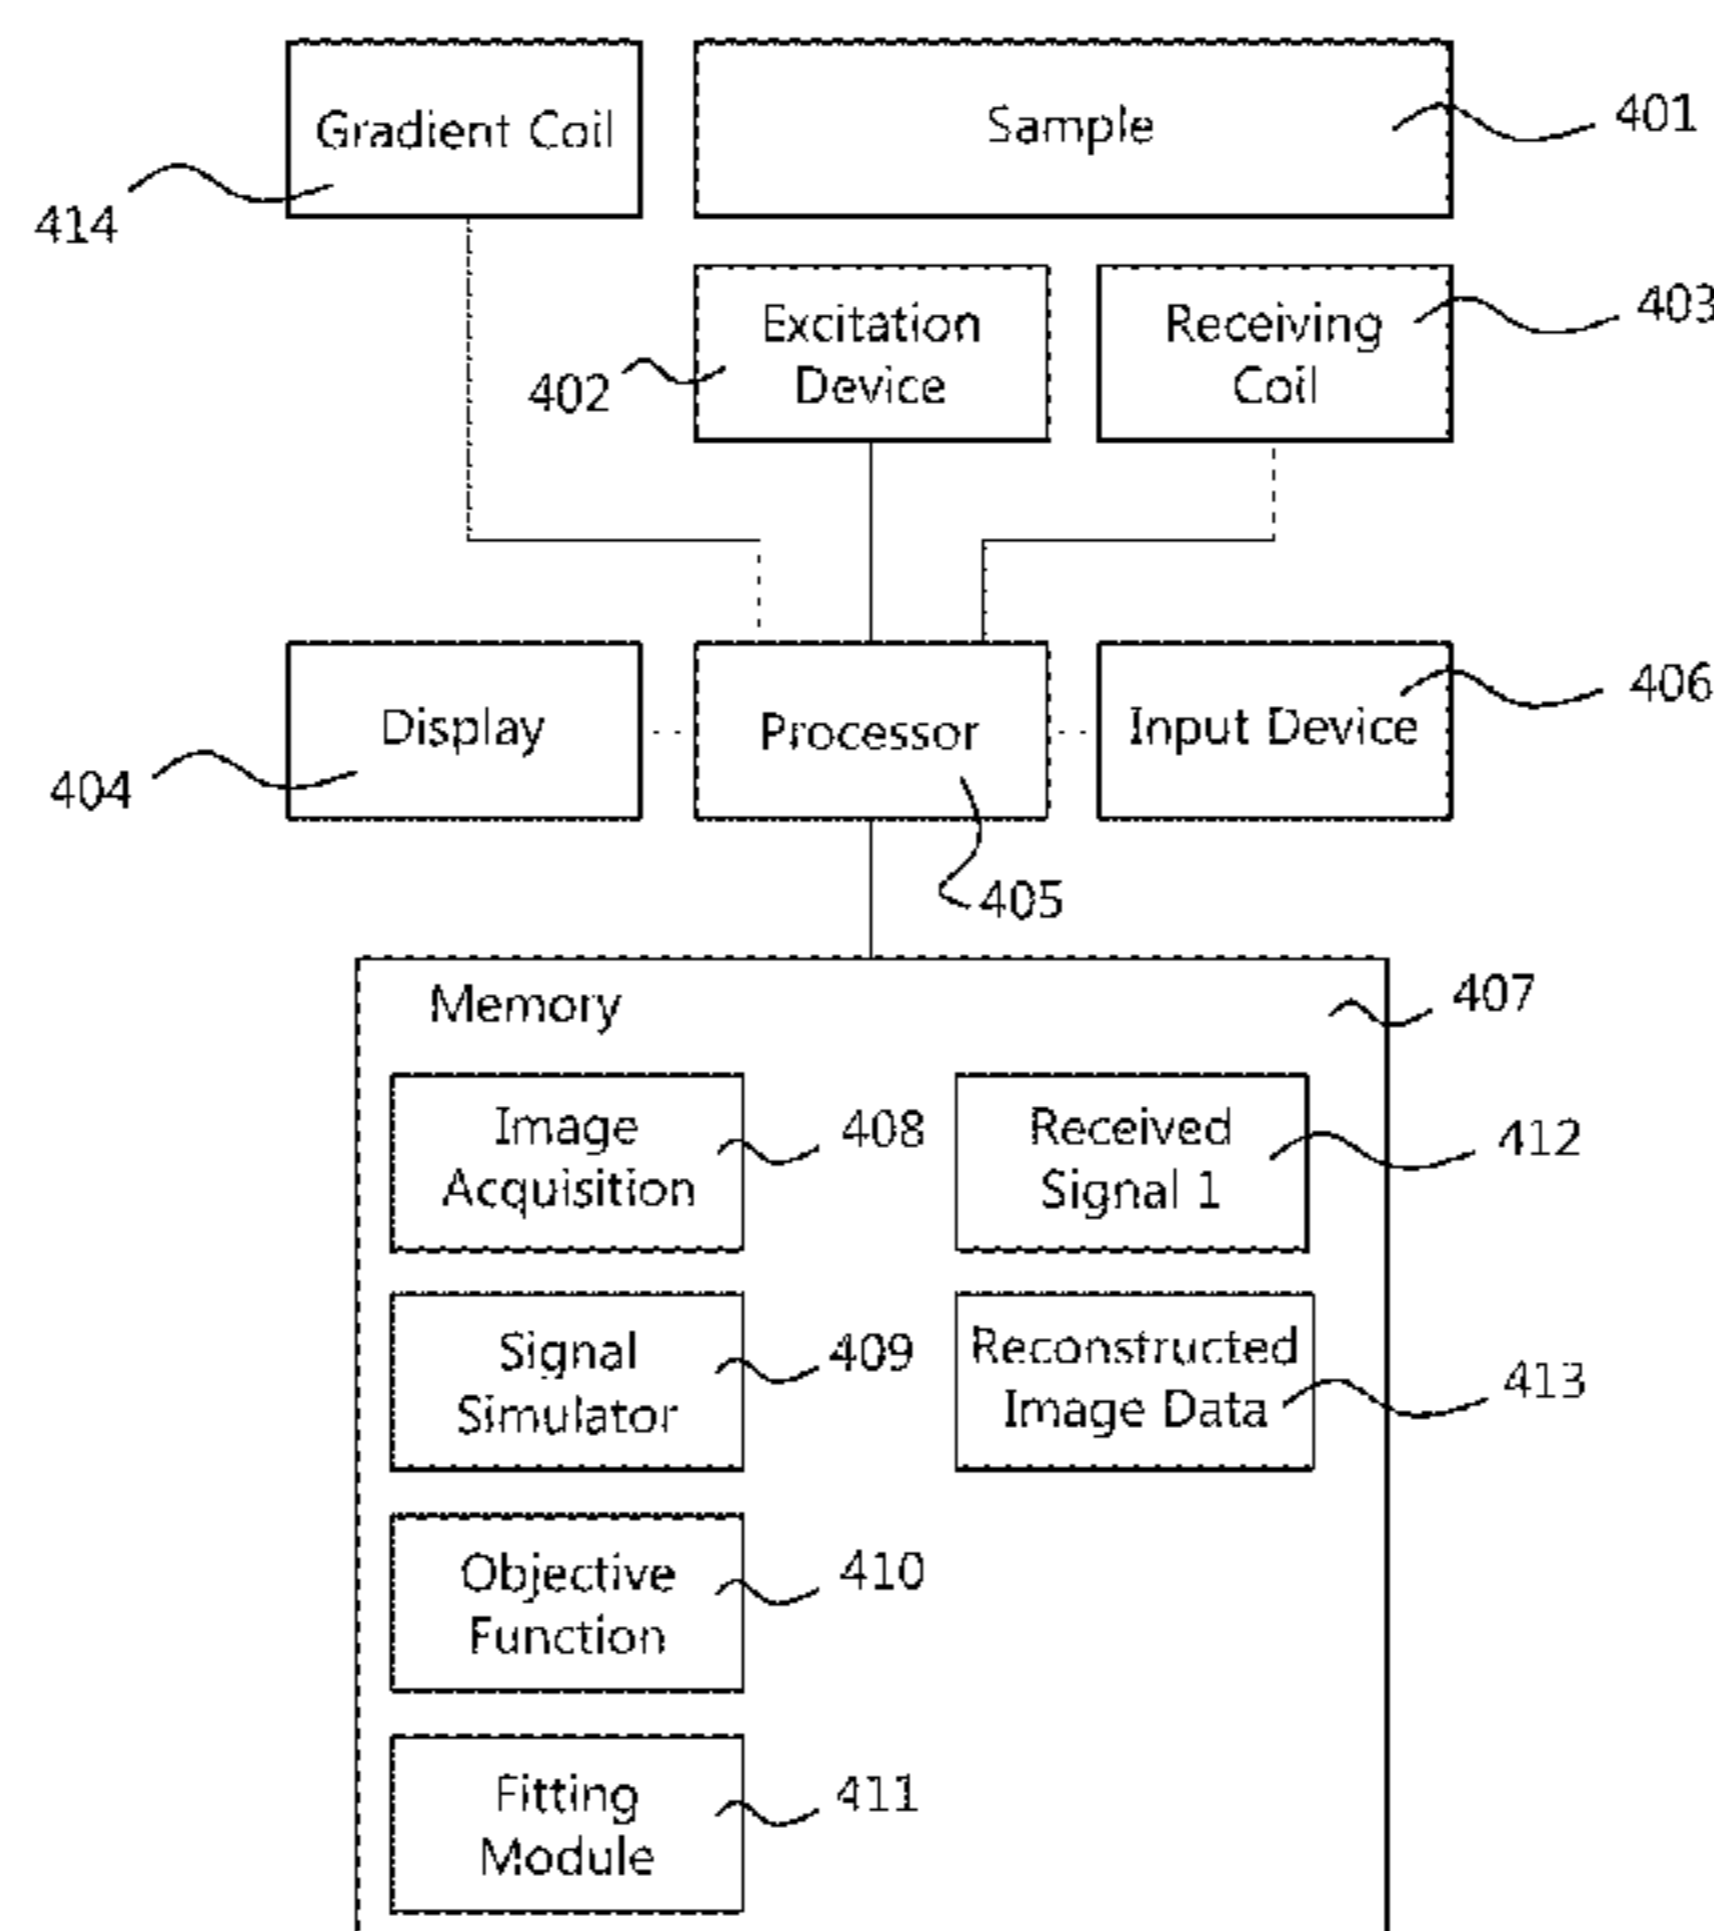 Gradient Coil
Sample
401
414
Excitation
Device
402
Receiving
Coil
403
Display
404
Processor
405
Input Device
406
Memory
407
Image
Acquisition
408
Received
Signal 1
412
Signal
Simulator
409
Reconstructed
Image Data
413
Objective
Function
410
Fitting
Module
411